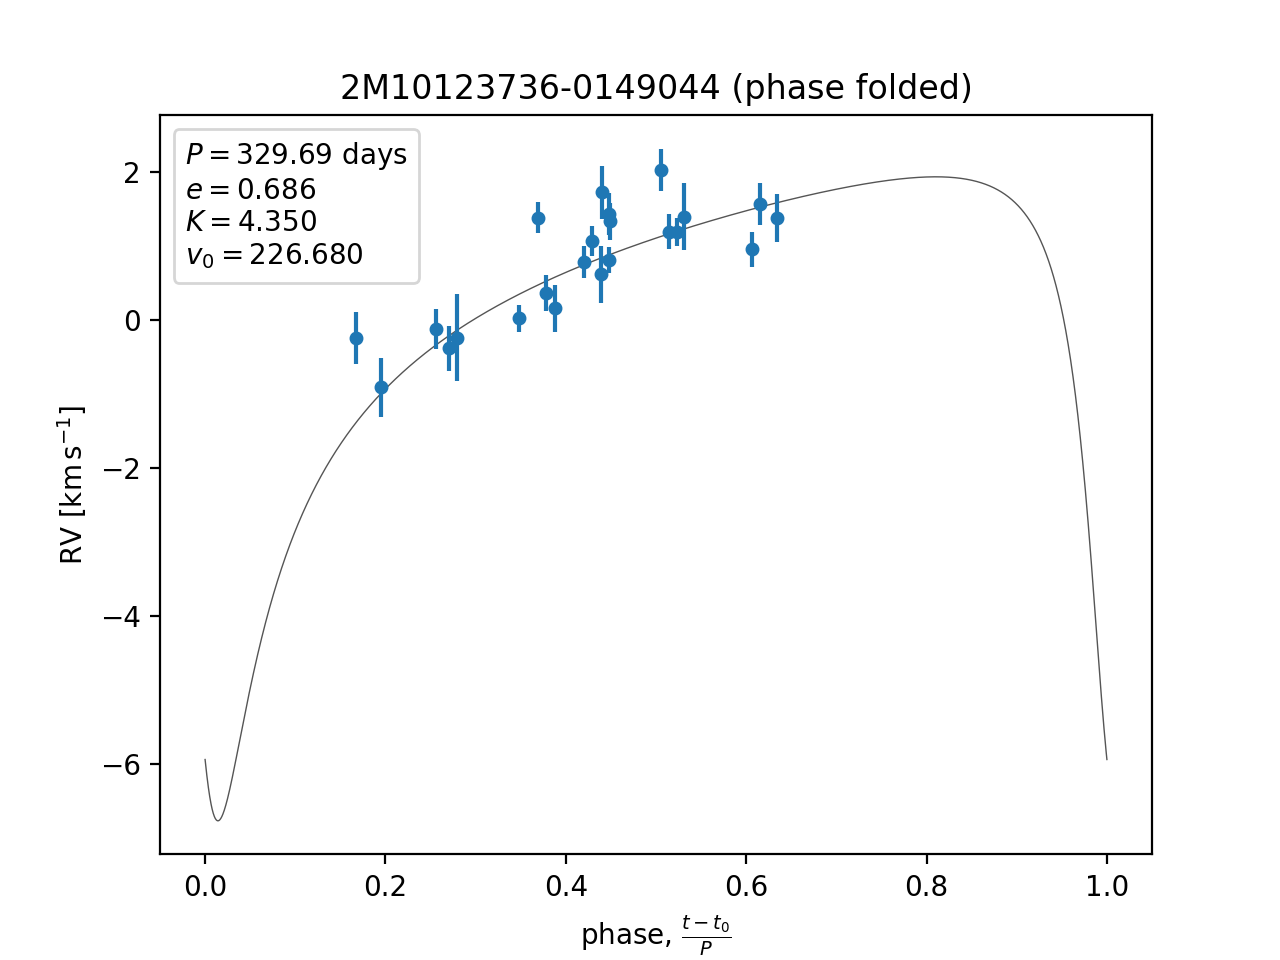 2M10123736-0149044 (phase folded)
P = 329.69 days
e = 0.686
K = 4.350
v₀ = 226.680
2
0
−2
−4
−6
RV [km s⁻¹]
0.0 0.2 0.4 0.6 0.8 1.0
phase, (t − t₀)/P